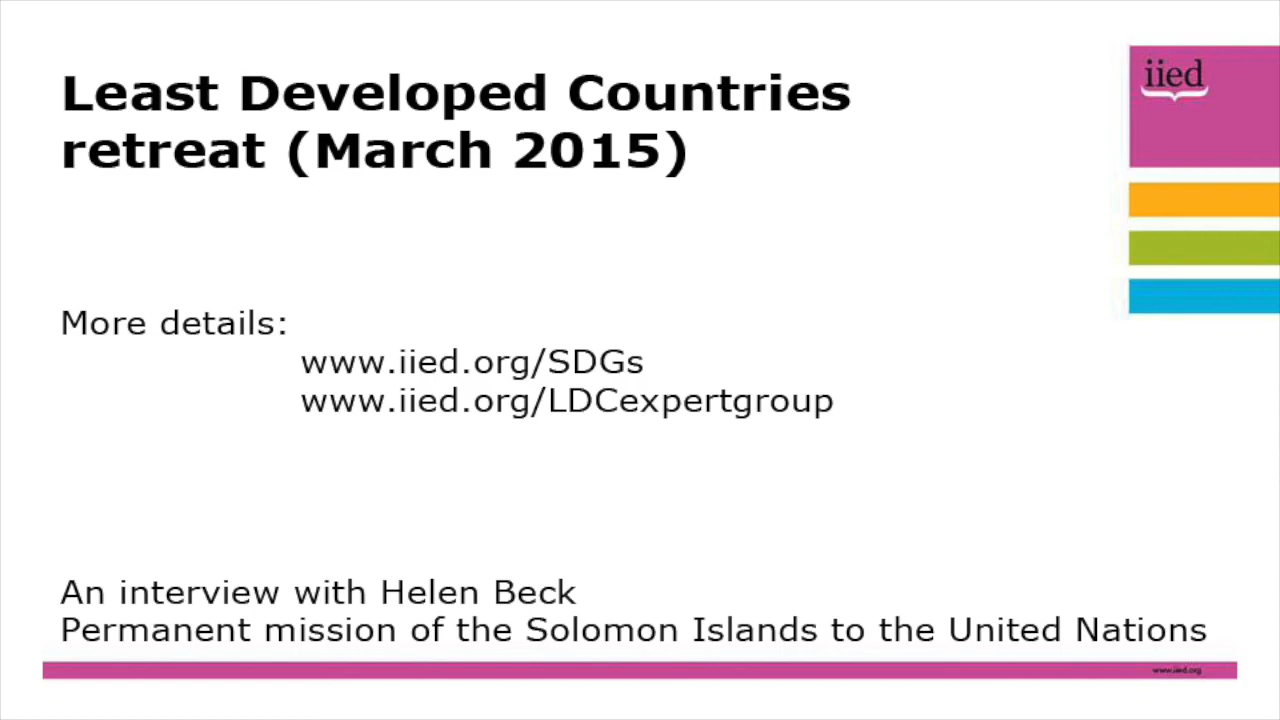 Least Developed Countries
retreat (March 2015)
iied
More details:
www.iied.org/SDGs
www.iied.org/LDCexpertgroup
An interview with Helen Beck
Permanent mission of the Solomon Islands to the United Nations
www.iied.org